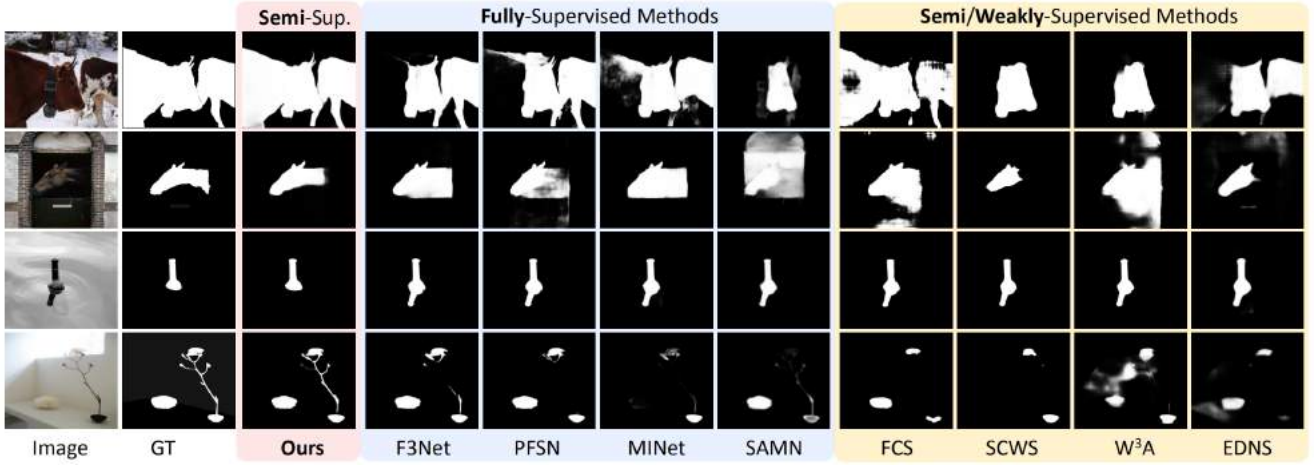 Semi-Sup.
Fully-Supervised Methods
Semi/Weakly-Supervised Methods
Image GT Ours F3Net PFSN MINet SAMN FCS SCWS W³A EDNS